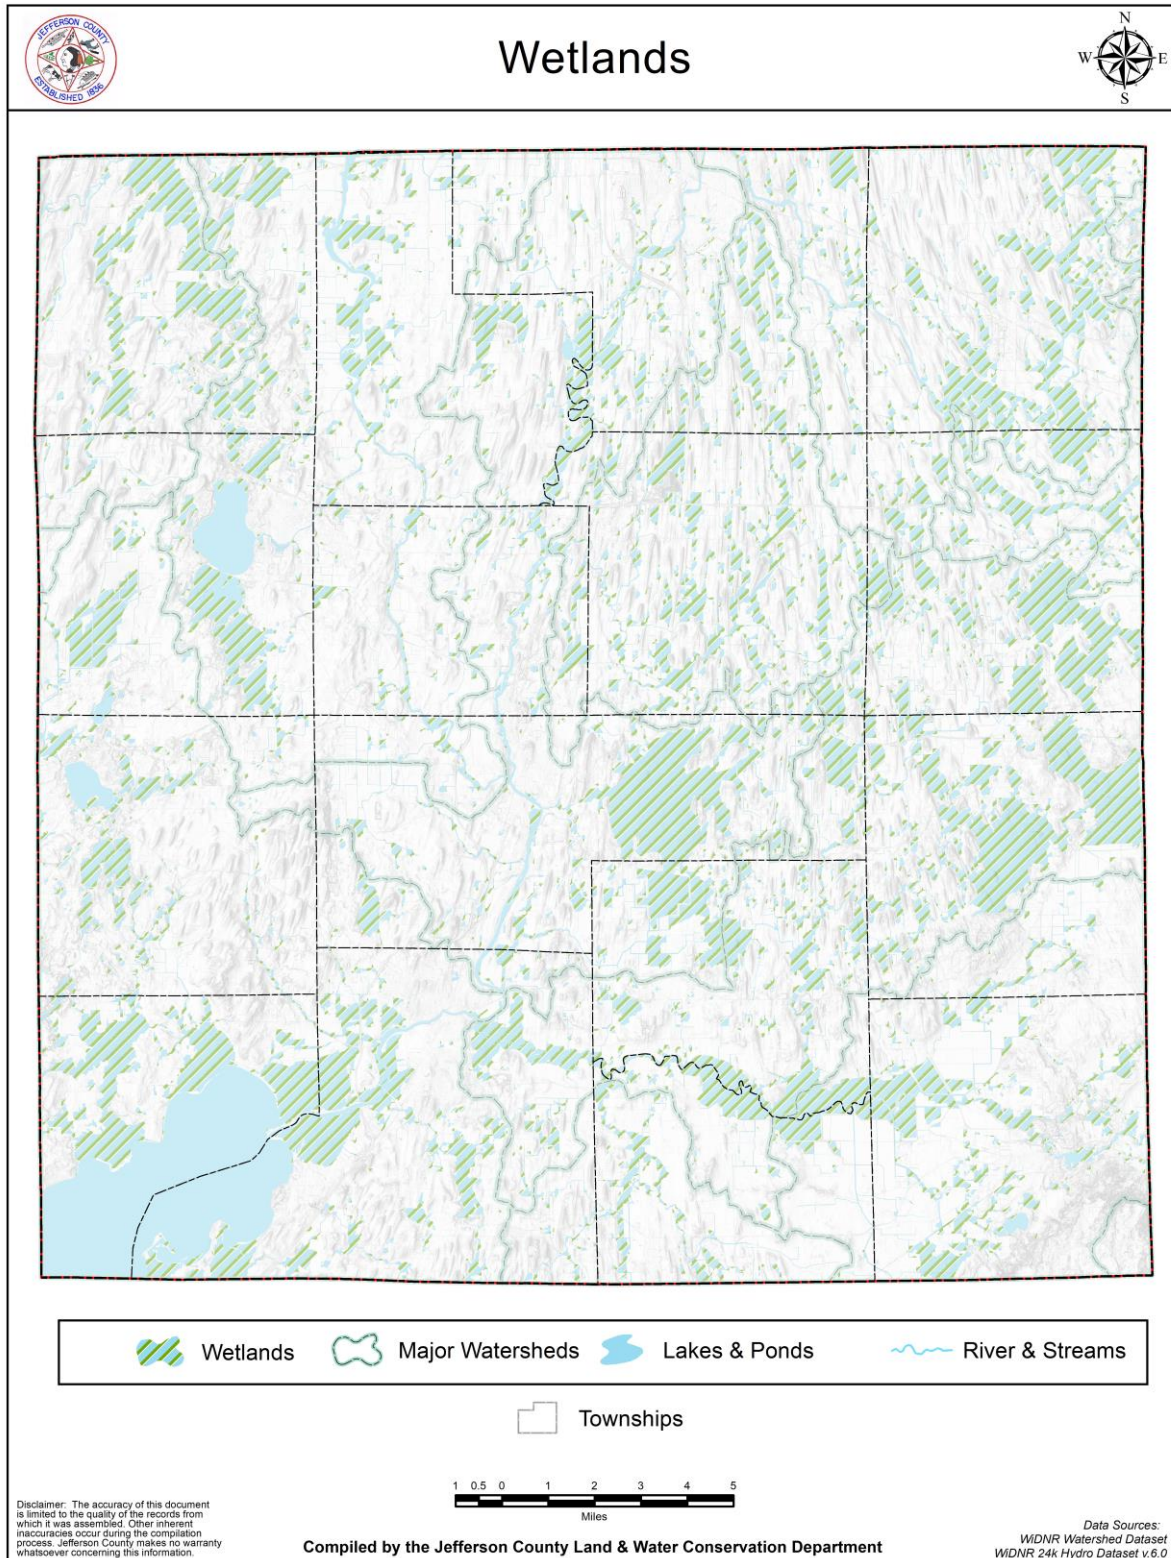 JEFFERSON COUNTY
ESTABLISHED 1836
Wetlands
N
W E
S
Wetlands
Major Watersheds
Lakes & Ponds
River & Streams
Townships
1 0.5 0 1 2 3 4 5
Miles
Disclaimer: The accuracy of this document
is limited to the quality of the records from
which it was assembled. Other inherent
inaccuracies occur during the compilation
process. Jefferson County makes no warranty
whatsoever concerning this information.
Compiled by the Jefferson County Land & Water Conservation Department
Data Sources:
WiDNR Watershed Dataset
WiDNR 24k Hydro Dataset v.6.0